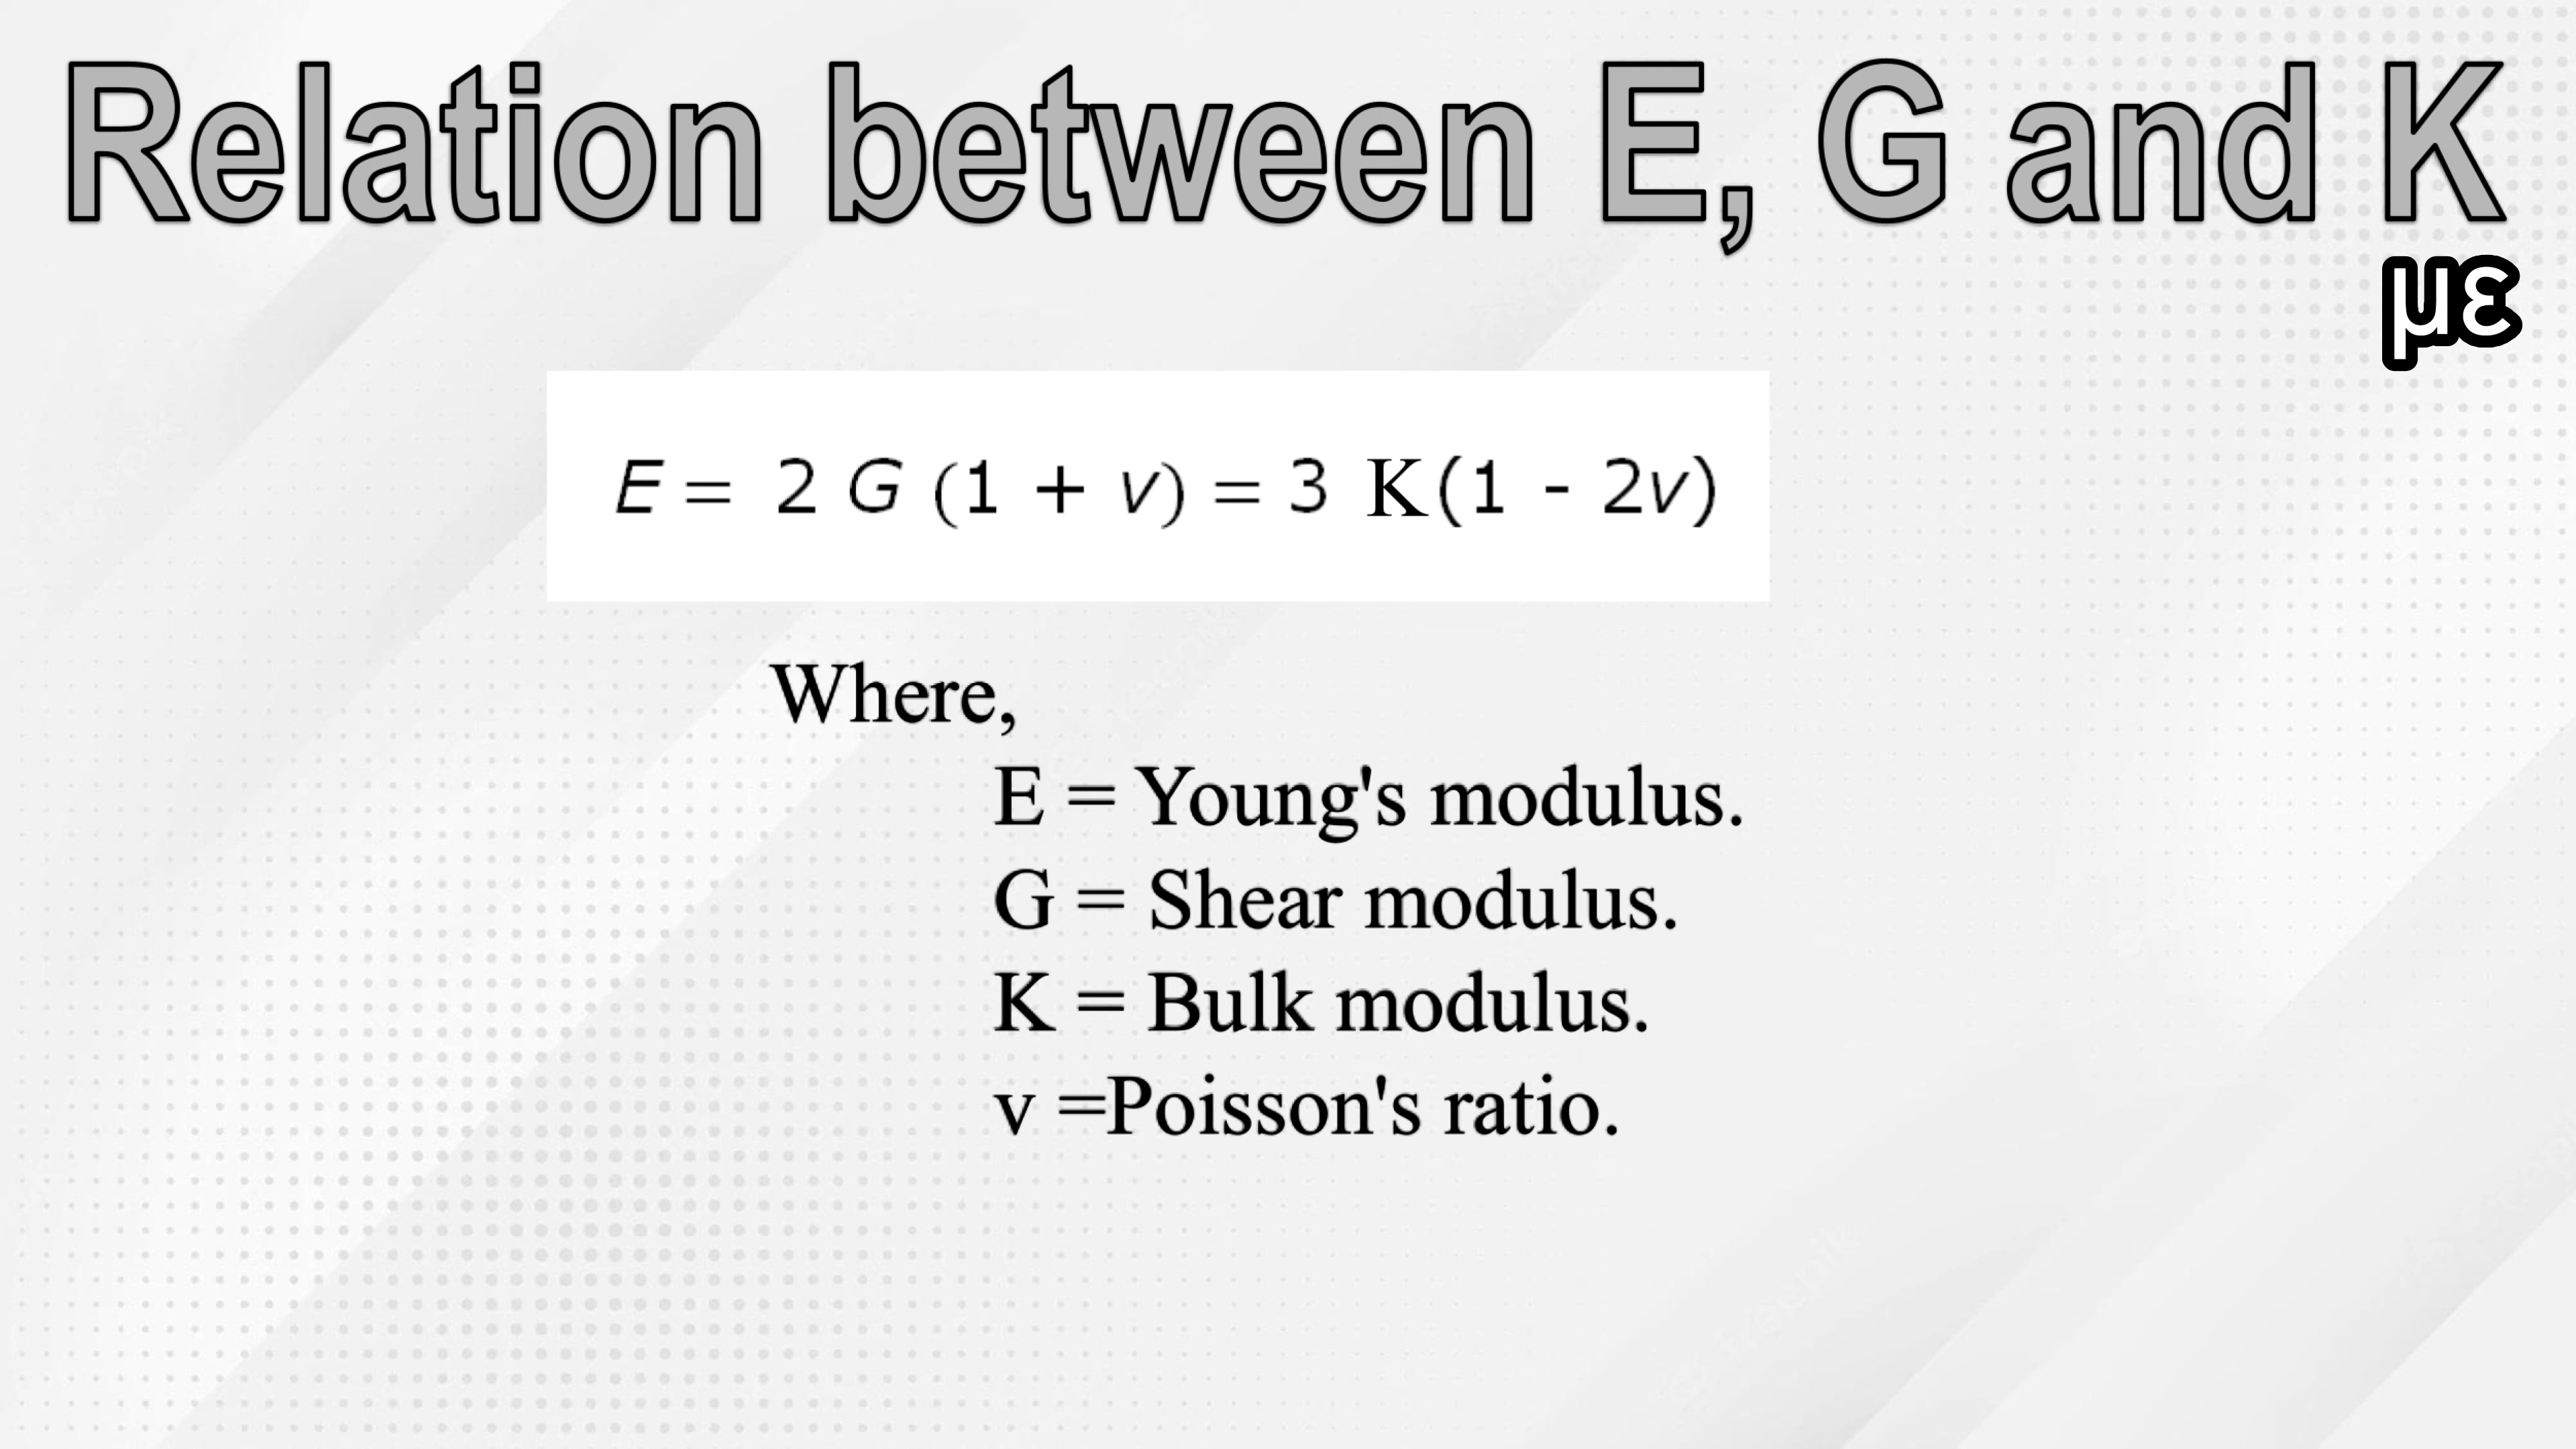 Relation between E, G and K
με
E = 2 G (1 + v) = 3 K(1 - 2v)
Where,
E = Young's modulus.
G = Shear modulus.
K = Bulk modulus.
v =Poisson's ratio.